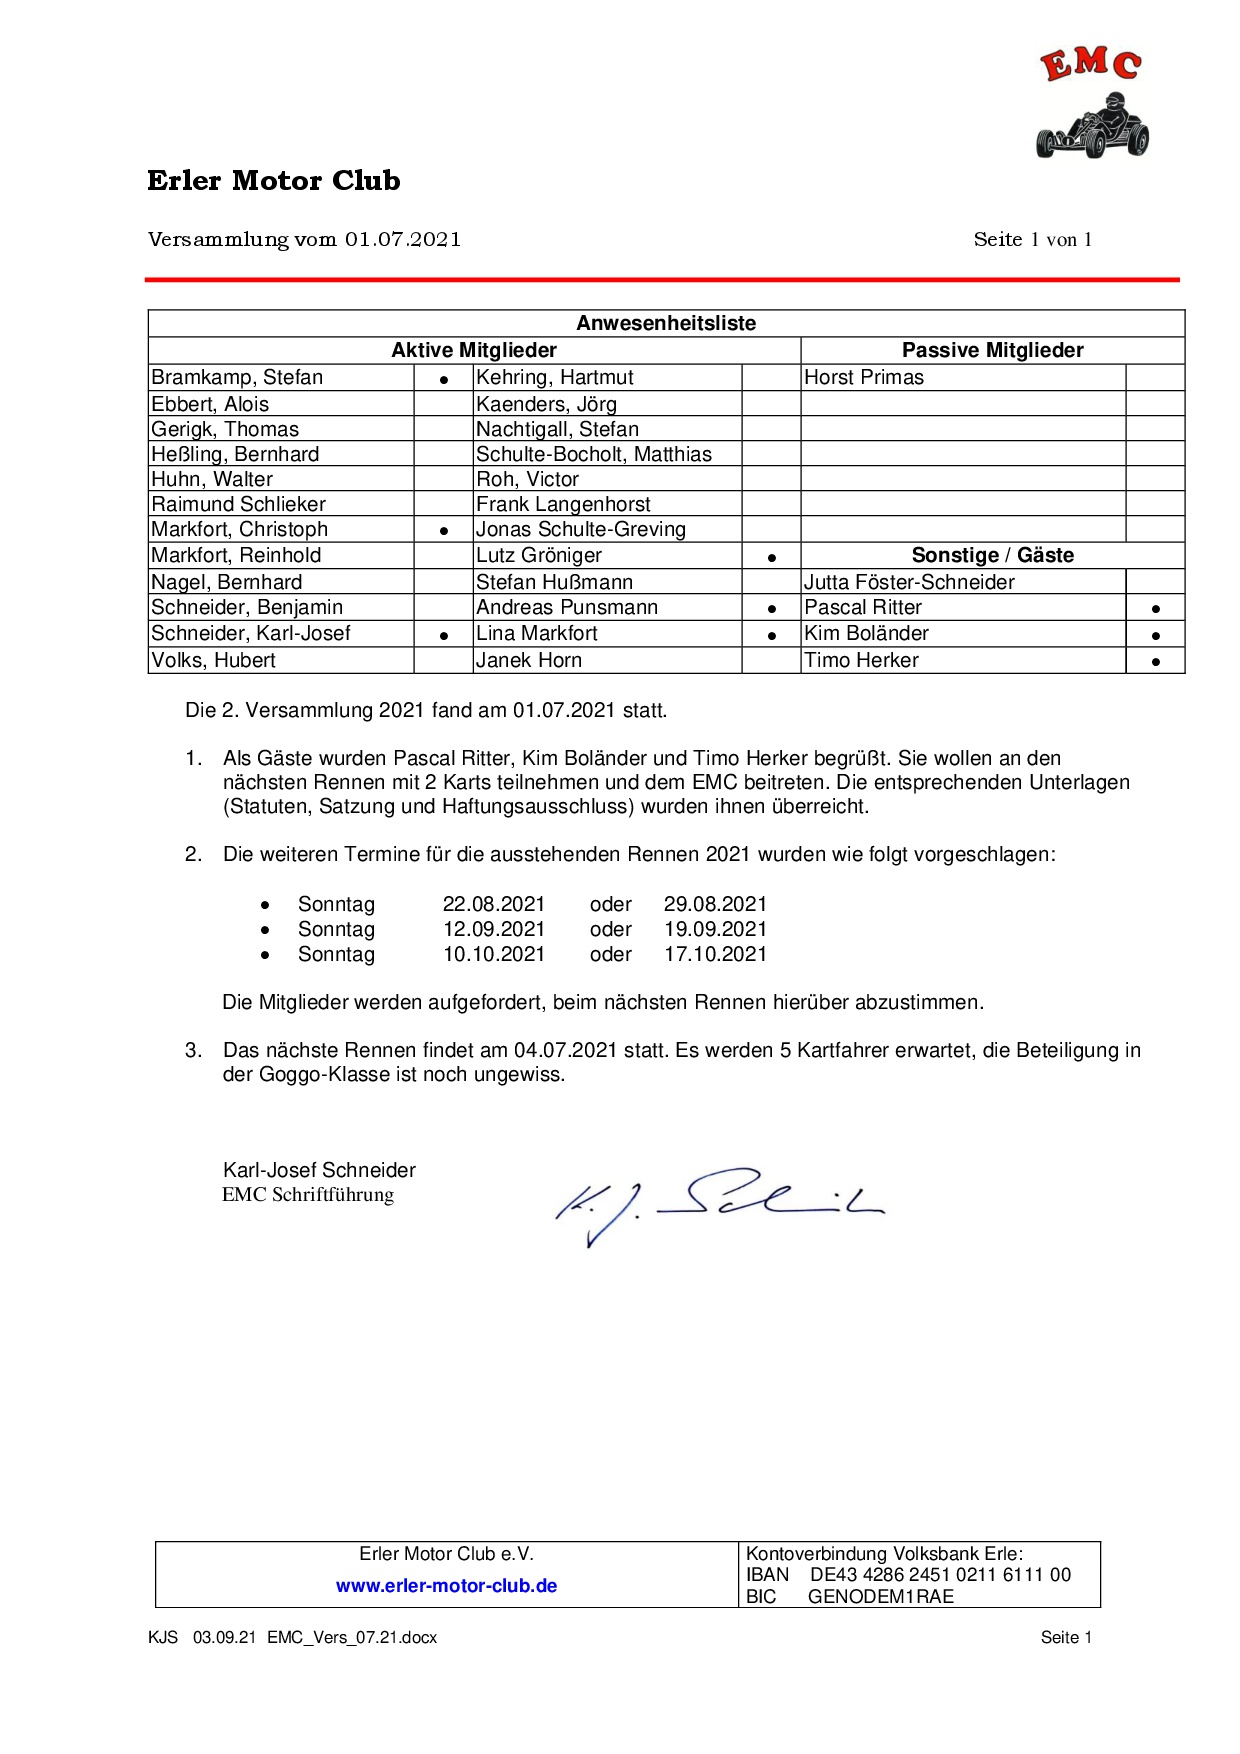 EMC
Erler Motor Club
Versammlung vom 01.07.2021 Seite 1 von 1
Anwesenheitsliste
Aktive Mitglieder Passive Mitglieder
Bramkamp, Stefan ● Kehring, Hartmut Horst Primas
Ebbert, Alois Kaenders, Jörg
Gerigk, Thomas Nachtigall, Stefan
Heßling, Bernhard Schulte-Bocholt, Matthias
Huhn, Walter Roh, Victor
Raimund Schlieker Frank Langenhorst
Markfort, Christoph ● Jonas Schulte-Greving
Markfort, Reinhold Lutz Gröniger ● Sonstige / Gäste
Nagel, Bernhard Stefan Hußmann Jutta Föster-Schneider
Schneider, Benjamin Andreas Punsmann ● Pascal Ritter ●
Schneider, Karl-Josef ● Lina Markfort ● Kim Boländer ●
Volks, Hubert Janek Horn Timo Herker ●
Die 2. Versammlung 2021 fand am 01.07.2021 statt.
1. Als Gäste wurden Pascal Ritter, Kim Boländer und Timo Herker begrüßt. Sie wollen an den
nächsten Rennen mit 2 Karts teilnehmen und dem EMC beitreten. Die entsprechenden Unterlagen
(Statuten, Satzung und Haftungsausschluss) wurden ihnen überreicht.
2. Die weiteren Termine für die ausstehenden Rennen 2021 wurden wie folgt vorgeschlagen:
● Sonntag 22.08.2021 oder 29.08.2021
● Sonntag 12.09.2021 oder 19.09.2021
● Sonntag 10.10.2021 oder 17.10.2021
Die Mitglieder werden aufgefordert, beim nächsten Rennen hierüber abzustimmen.
3. Das nächste Rennen findet am 04.07.2021 statt. Es werden 5 Kartfahrer erwartet, die Beteiligung in
der Goggo-Klasse ist noch ungewiss.
Karl-Josef Schneider
EMC Schriftführung
K. J. Schneider
Erler Motor Club e.V. Kontoverbindung Volksbank Erle:
www.erler-motor-club.de IBAN DE43 4286 2451 0211 6111 00
BIC GENODEM1RAE
KJS 03.09.21 EMC_Vers_07.21.docx Seite 1